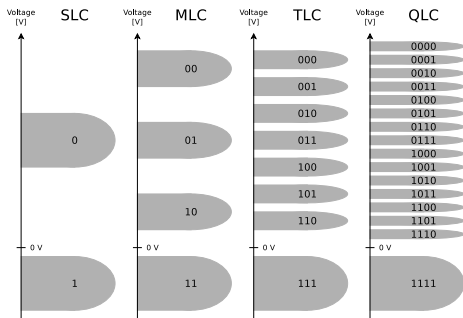 Voltage
[V]
SLC
0
0 V
1
Voltage
[V]
MLC
00
01
10
0 V
11
Voltage
[V]
TLC
000
001
010
011
100
101
110
0 V
111
Voltage
[V]
QLC
0000
0001
0010
0011
0100
0101
0110
0111
1000
1001
1010
1011
1100
1101
1110
0 V
1111